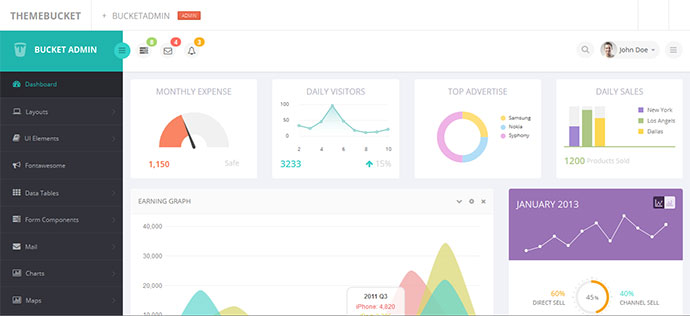 THEMEBUCKET + BUCKETADMIN ADMIN
BUCKET ADMIN
8 4 3
John Doe
Dashboard
Layouts
UI Elements
Fontawesome
Data Tables
Form Components
Mail
Charts
Maps
MONTHLY EXPENSE
1,150 Safe
DAILY VISITORS
100
50
0
2 4 6 8 10
3233 15%
TOP ADVERTISE
Samsung
Nokia
Syphony
DAILY SALES
New York
Los Angels
Dallas
1200 Products Sold
EARNING GRAPH
40,000
30,000
20,000
10,000
2011 Q3
iPhone: 4,820
JANUARY 2013
60%
DIRECT SELL
45%
40%
CHANNEL SELL